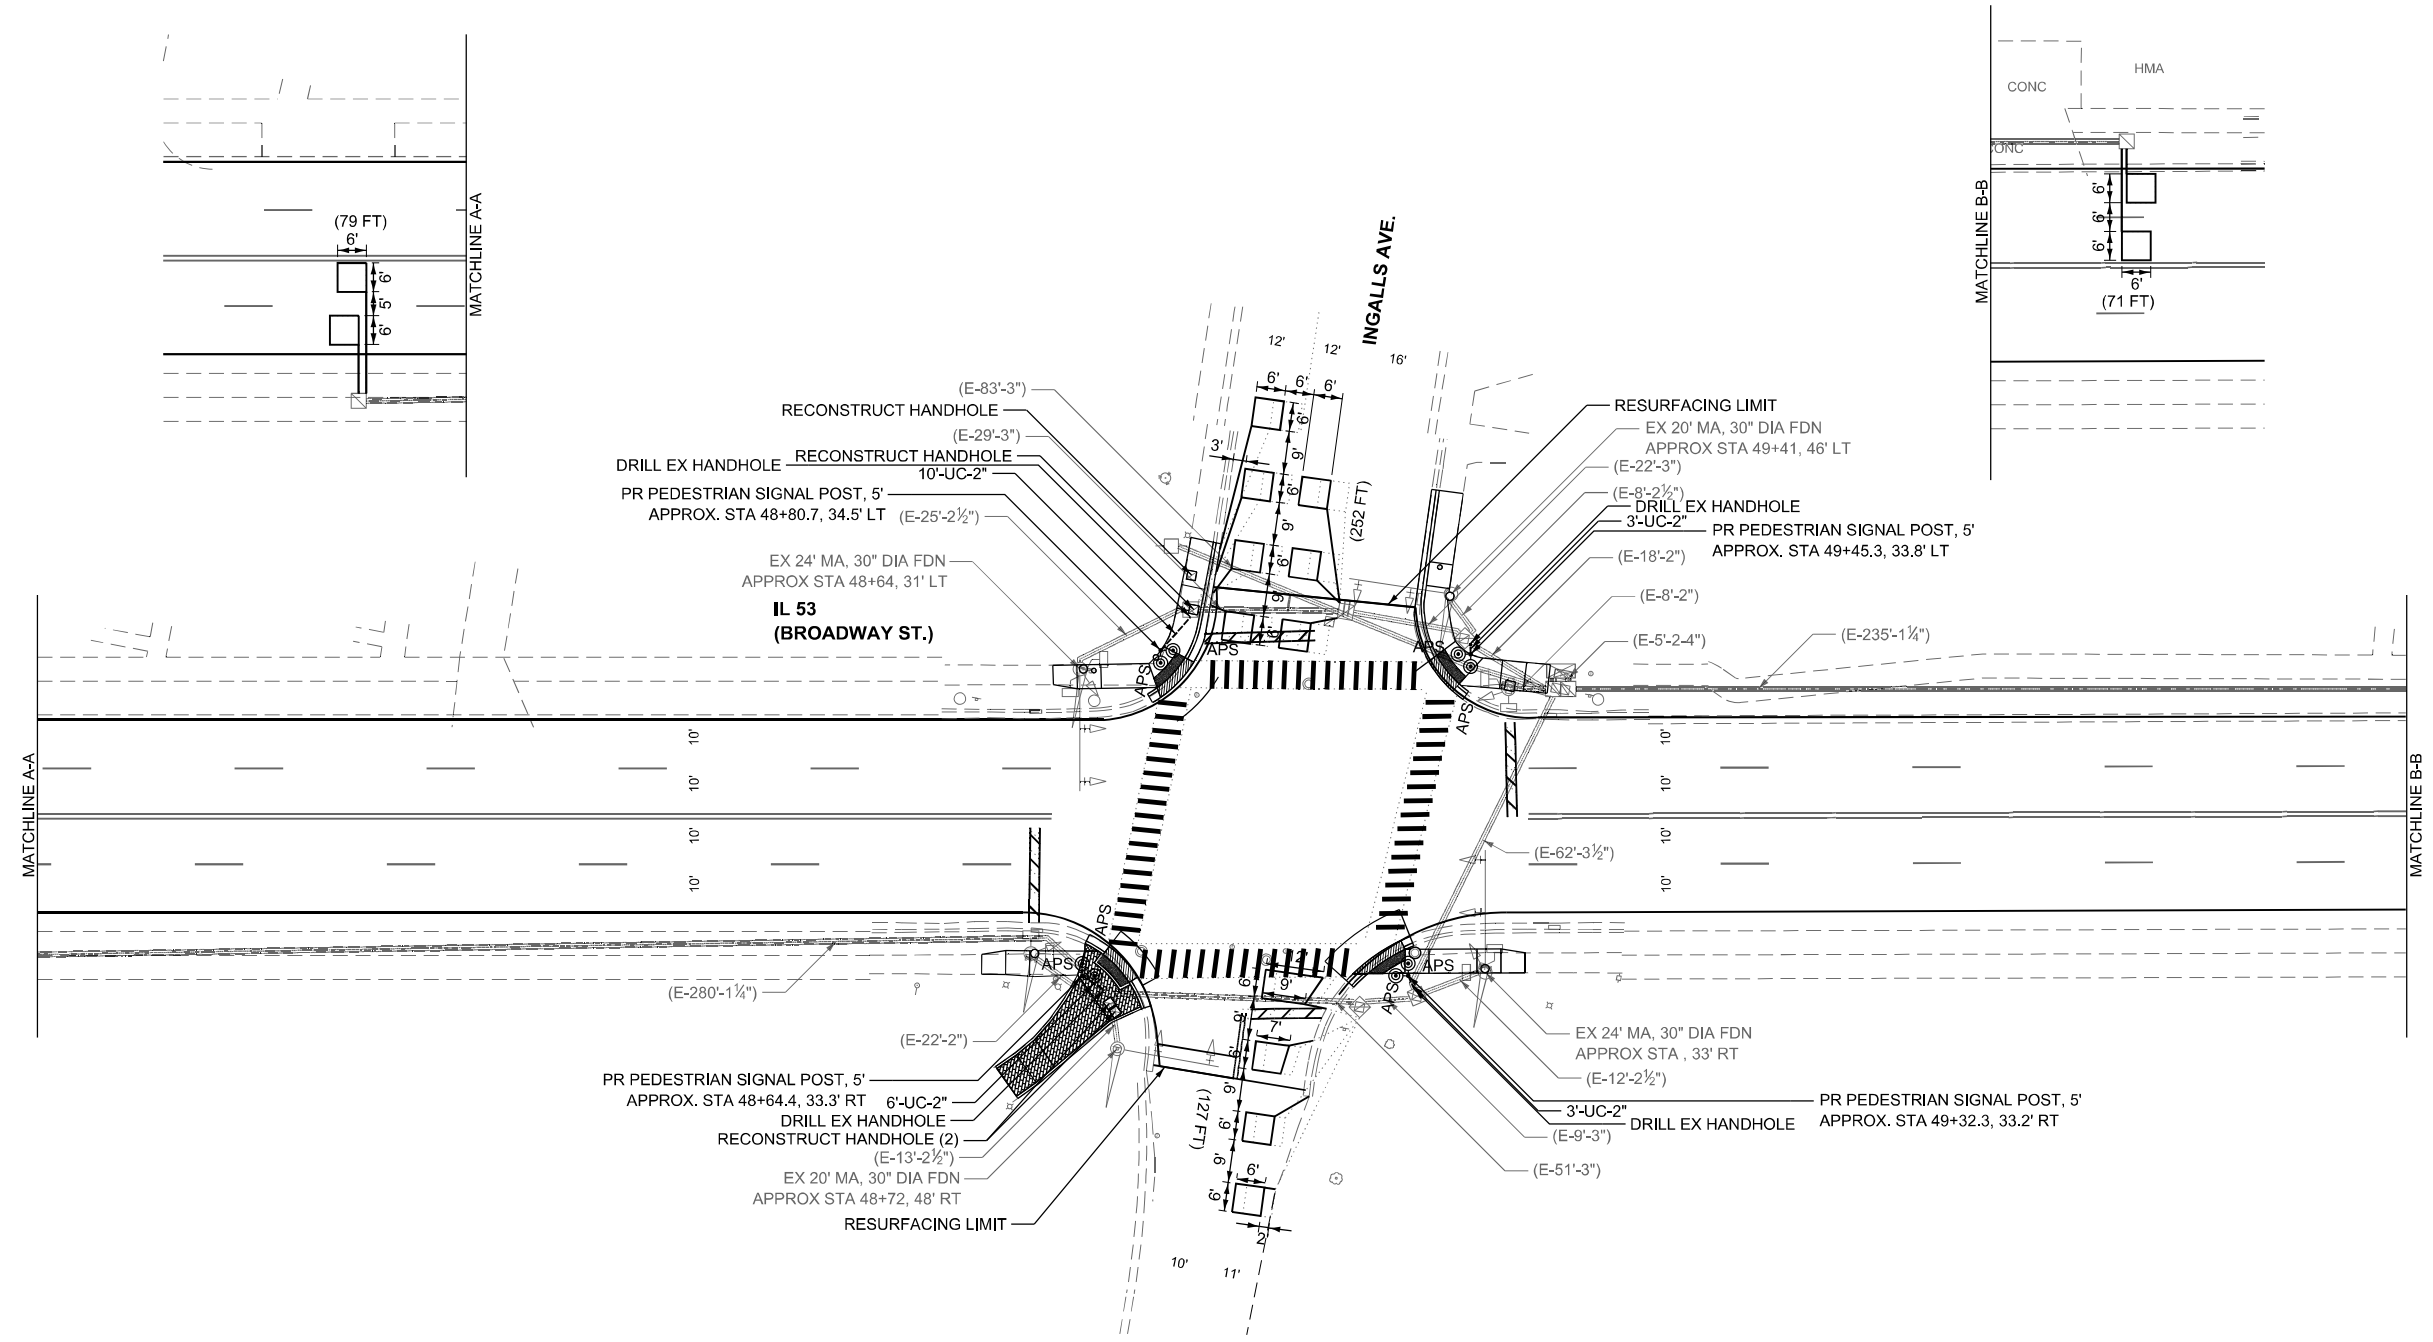 MATCHLINE A-A
(79 FT)
6'
6'
5'
6'
CONC
HMA
CONC
MATCHLINE B-B
6'
6'
6'
6'
(71 FT)
INGALLS AVE.
12'
12'
16'
6'
6'
6'
6'
9'
3'
6'
6'
9'
6'
6'
9'
6'
(252 FT)
(E-83'-3")
RECONSTRUCT HANDHOLE
(E-29'-3")
RECONSTRUCT HANDHOLE
DRILL EX HANDHOLE
10'-UC-2"
PR PEDESTRIAN SIGNAL POST, 5'
APPROX. STA 48+80.7, 34.5' LT
(E-25'-2½")
EX 24' MA, 30" DIA FDN
APPROX STA 48+64, 31' LT
IL 53
(BROADWAY ST.)
RESURFACING LIMIT
EX 20' MA, 30" DIA FDN
APPROX STA 49+41, 46' LT
(E-22'-3")
(E-8'-2½")
DRILL EX HANDHOLE
3'-UC-2"
PR PEDESTRIAN SIGNAL POST, 5'
APPROX. STA 49+45.3, 33.8' LT
(E-18'-2")
(E-8'-2")
(E-5'-2-4")
(E-235'-1¼")
APS
APS
APS
APS
MATCHLINE A-A
10'
10'
10'
10'
10'
10'
10'
10'
MATCHLINE B-B
(E-62'-3½")
APS
APS
APS
APS
(E-280'-1¼")
(E-22'-2")
PR PEDESTRIAN SIGNAL POST, 5'
APPROX. STA 48+64.4, 33.3' RT
6'-UC-2"
DRILL EX HANDHOLE
RECONSTRUCT HANDHOLE (2)
(E-13'-2½")
EX 20' MA, 30" DIA FDN
APPROX STA 48+72, 48' RT
RESURFACING LIMIT
9'
7'
(127 FT)
6'
2'
10'
11'
EX 24' MA, 30" DIA FDN
APPROX STA , 33' RT
(E-12'-2½")
PR PEDESTRIAN SIGNAL POST, 5'
APPROX. STA 49+32.3, 33.2' RT
3'-UC-2"
DRILL EX HANDHOLE
(E-9'-3")
(E-51'-3")